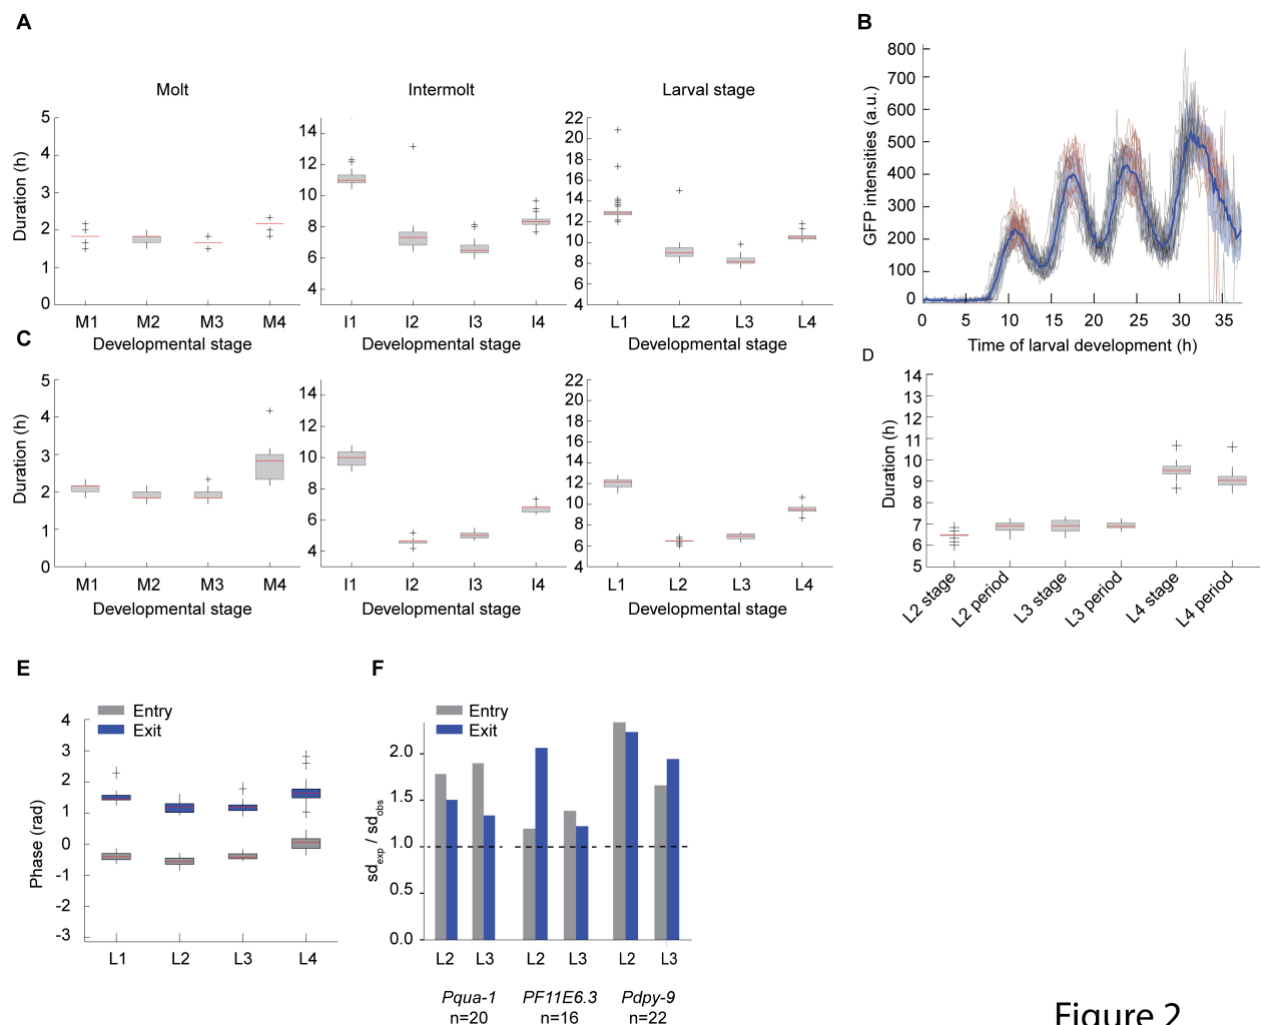 A
B
Molt
Intermolt
Larval stage
5
4
3
2
1
0
Duration (h)
M1 M2 M3 M4
Developmental stage
14
12
10
8
6
4
I1 I2 I3 I4
Developmental stage
22
20
18
16
14
12
10
8
6
4
L1 L2 L3 L4
Developmental stage
800
700
600
500
400
300
200
100
0
GFP intensities (a.u.)
0 5 10 15 20 25 30 35
Time of larval development (h)
C
D
5
4
3
2
1
0
Duration (h)
M1 M2 M3 M4
Developmental stage
14
12
10
8
6
4
I1 I2 I3 I4
Developmental stage
22
20
18
16
14
12
10
8
6
4
L1 L2 L3 L4
Developmental stage
14
13
12
11
10
9
8
7
6
5
Duration (h)
L2 stage
L2 period
L3 stage
L3 period
L4 stage
L4 period
E
F
Entry
Exit
4
3
2
1
0
-1
-2
-3
Phase (rad)
L1 L2 L3 L4
Entry
Exit
2.0
1.5
1.0
0.5
0.0
sdexp / sdobs
L2 L3 L2 L3 L2 L3
Pqua-1 PF11E6.3 Pdpy-9
n=20 n=16 n=22
Figure 2